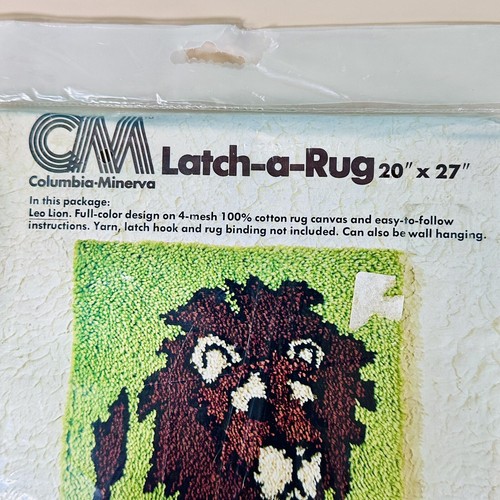 CM
Columbia-Minerva
Latch-a-Rug 20" x 27"
In this package:
Leo Lion. Full-color design on 4-mesh 100% cotton rug canvas and easy-to-follow
instructions. Yarn, latch hook and rug binding not included. Can also be wall hanging.